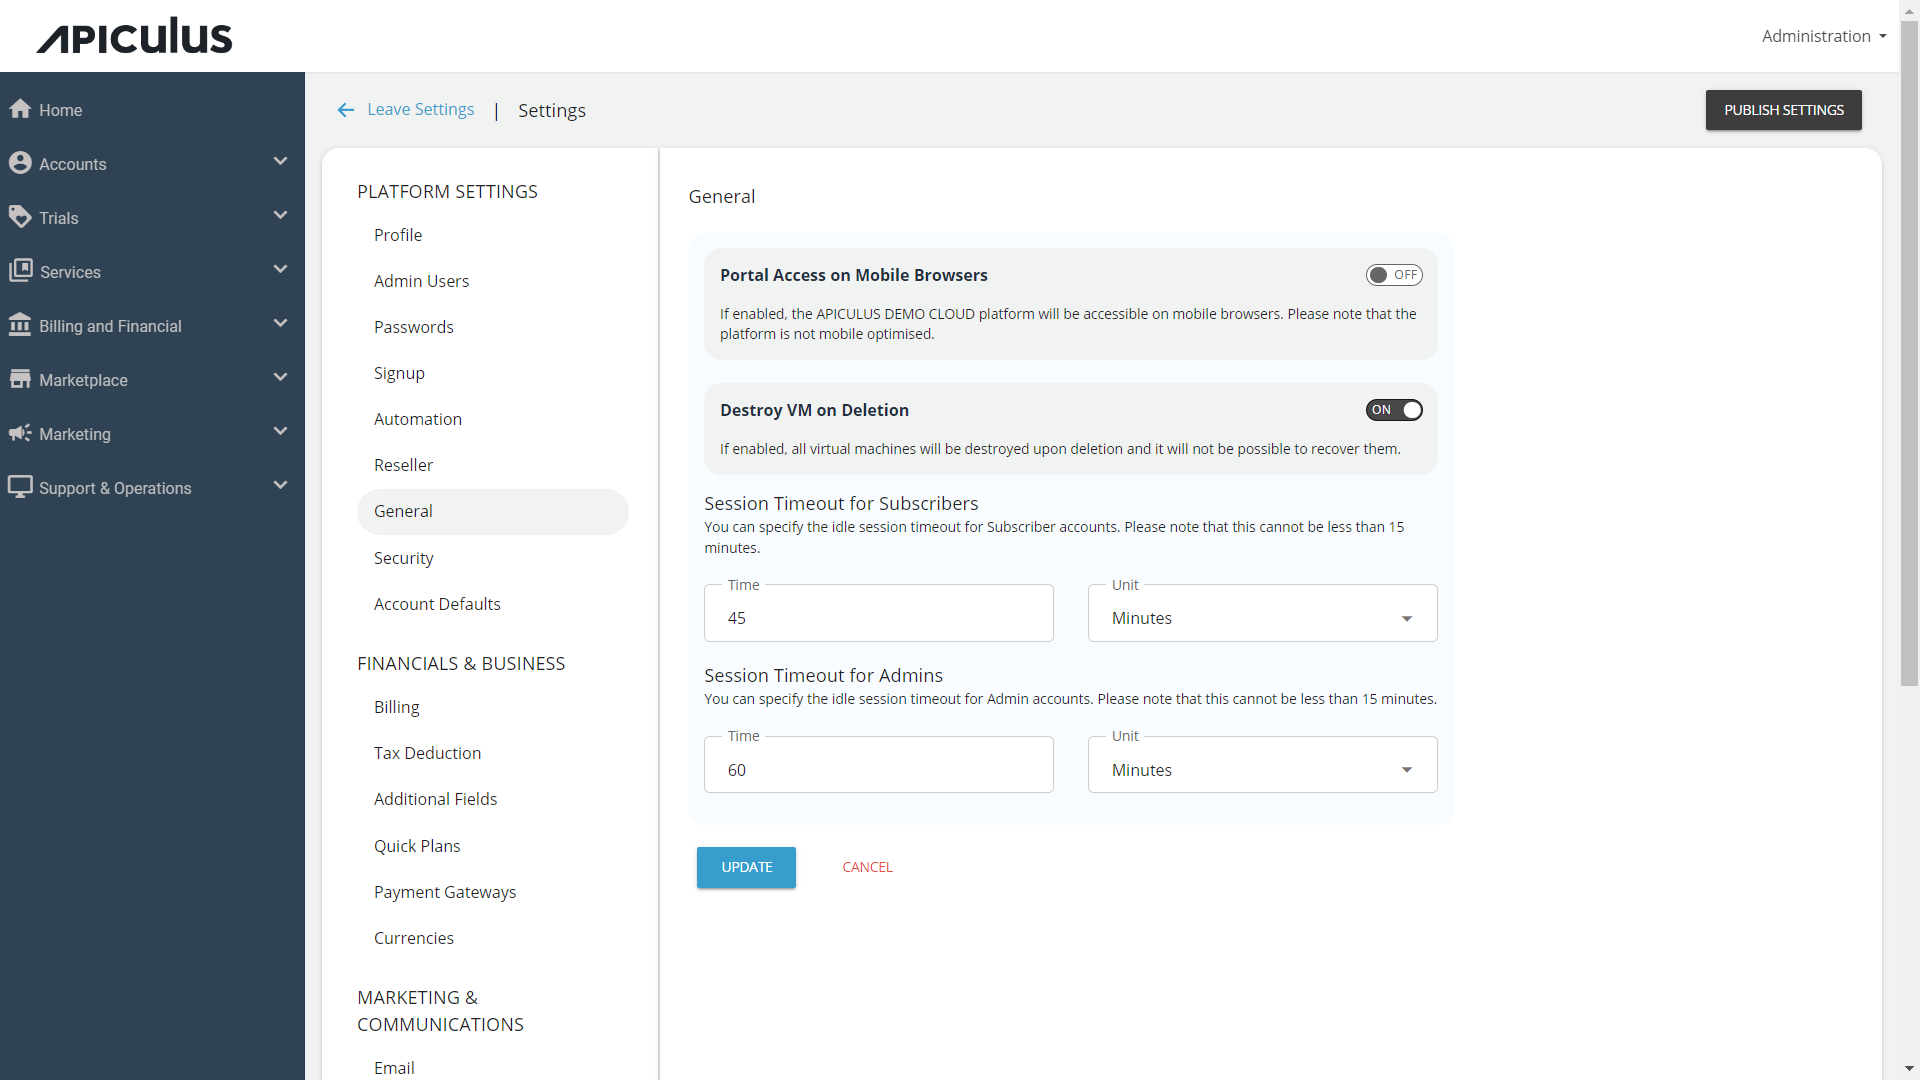 APICULUS
Administration
Home
Accounts
Trials
Services
Billing and Financial
Marketplace
Marketing
Support & Operations
Leave Settings | Settings
PUBLISH SETTINGS
PLATFORM SETTINGS
Profile
Admin Users
Passwords
Signup
Automation
Reseller
General
Security
Account Defaults
FINANCIALS & BUSINESS
Billing
Tax Deduction
Additional Fields
Quick Plans
Payment Gateways
Currencies
MARKETING &
COMMUNICATIONS
Email
General
Portal Access on Mobile Browsers
OFF
If enabled, the APICULUS DEMO CLOUD platform will be accessible on mobile browsers. Please note that the
platform is not mobile optimised.
Destroy VM on Deletion
ON
If enabled, all virtual machines will be destroyed upon deletion and it will not be possible to recover them.
Session Timeout for Subscribers
You can specify the idle session timeout for Subscriber accounts. Please note that this cannot be less than 15
minutes.
Time
45
Unit
Minutes
Session Timeout for Admins
You can specify the idle session timeout for Admin accounts. Please note that this cannot be less than 15 minutes.
Time
60
Unit
Minutes
UPDATE
CANCEL